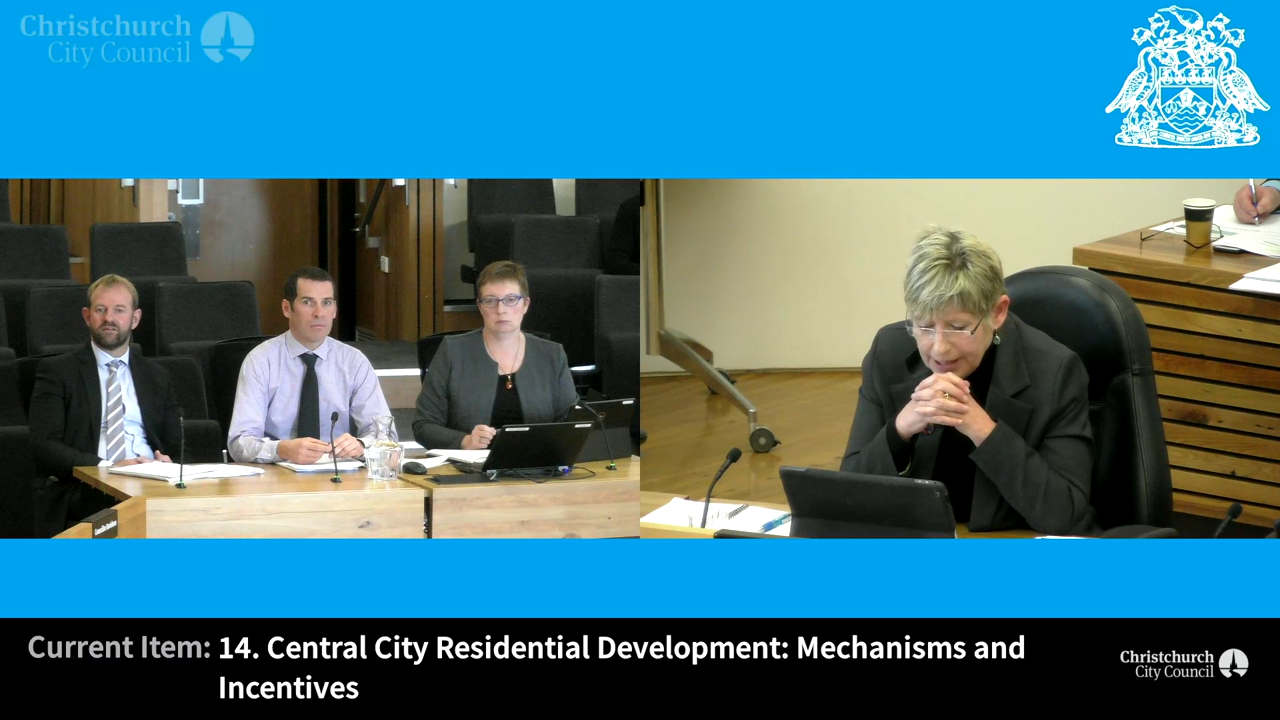 Christchurch
City Council
Current Item: 14. Central City Residential Development: Mechanisms and
Incentives
Christchurch
City Council